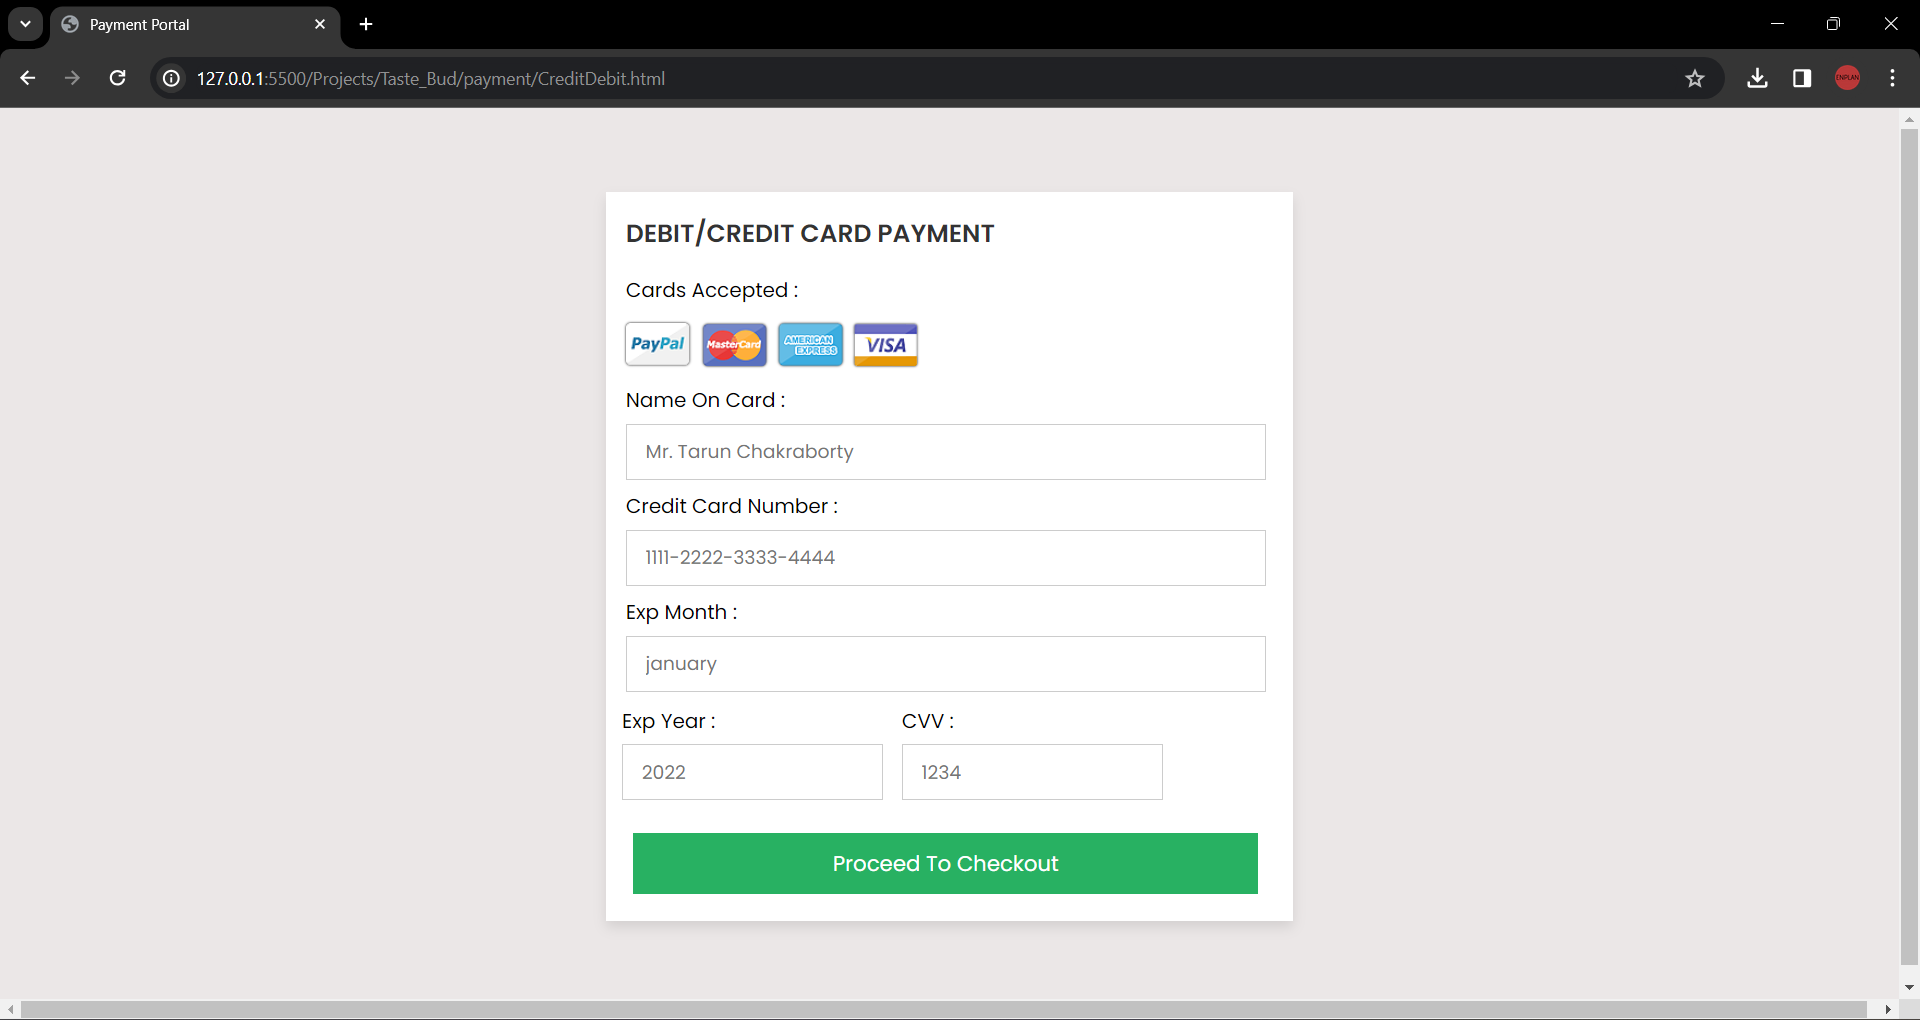 Payment Portal
127.0.0.1:5500/Projects/Taste_Bud/payment/CreditDebit.html
ENPLAN
DEBIT/CREDIT CARD PAYMENT
Cards Accepted :
PayPal MasterCard AMERICAN EXPRESS VISA
Name On Card :
Mr. Tarun Chakraborty
Credit Card Number :
1111-2222-3333-4444
Exp Month :
january
Exp Year : CVV :
2022 1234
Proceed To Checkout